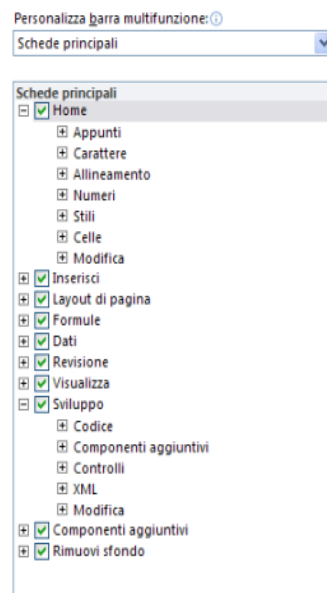 Personalizza barra multifunzione:
Schede principali
Schede principali
Home
Appunti
Carattere
Allineamento
Numeri
Stili
Celle
Modifica
Inserisci
Layout di pagina
Formule
Dati
Revisione
Visualizza
Sviluppo
Codice
Componenti aggiuntivi
Controlli
XML
Modifica
Componenti aggiuntivi
Rimuovi sfondo